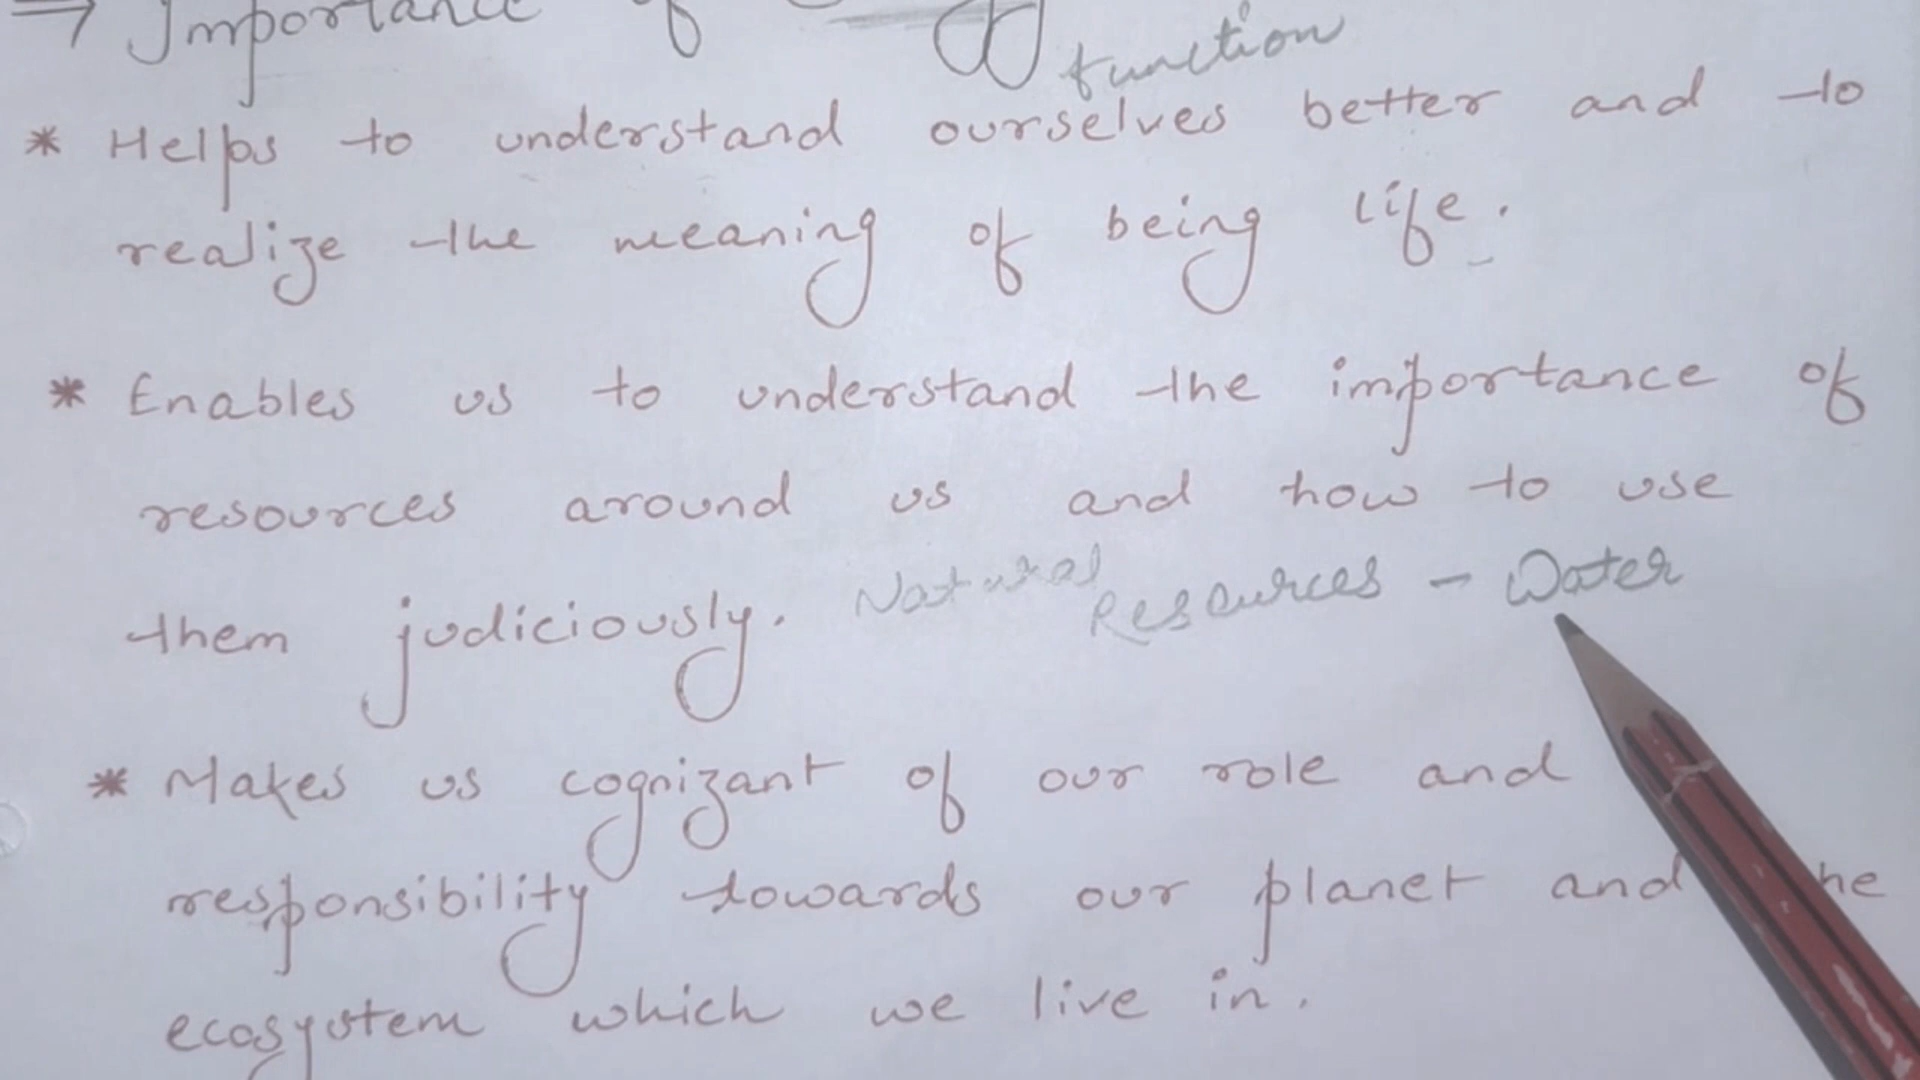 → Importance of
function
* Helps to understand ourselves better and to
realize the meaning of being life.
* Enables us to understand the importance of
resources around us and how to use
them judiciously. Natural Resources - Water
* Makes us cognizant of our role and
responsibility towards our planet and he
ecosystem which we live in.